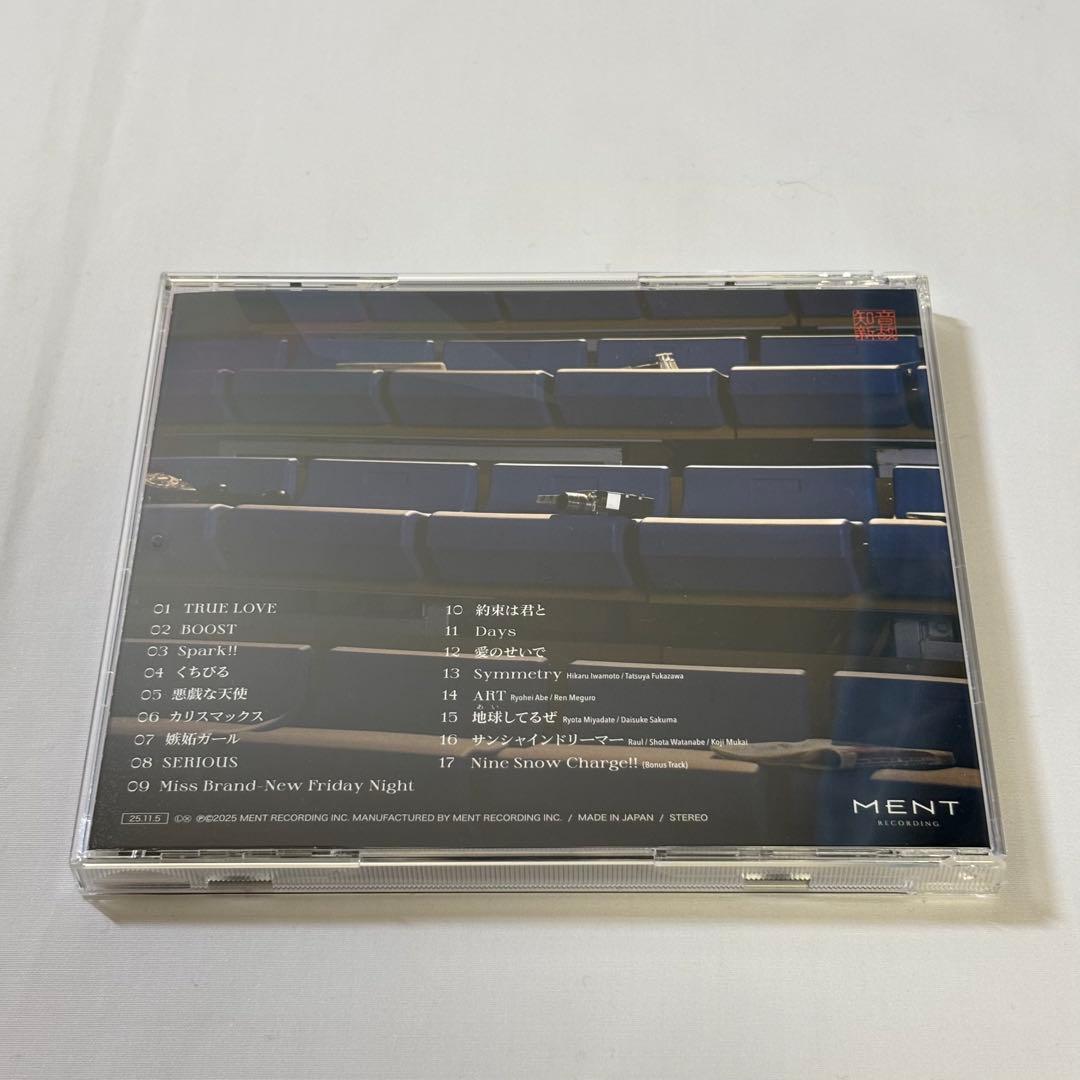 音故
知新
01 TRUE LOVE
02 BOOST
03 Spark!!
04 くちびる
05 悪戯な天使
06 カリスマックス
07 嫉妬ガール
08 SERIOUS
09 Miss Brand-New Friday Night
10 約束は君と
11 Days
12 愛のせいで
13 Symmetry Hikaru Iwamoto / Tatsuya Fukazawa
14 ART Ryohei Abe / Ren Meguro
あい
15 地球してるぜ Ryota Miyadate / Daisuke Sakuma
16 サンシャインドリーマー Raul / Shota Watanabe / Koji Mukai
17 Nine Snow Charge!! (Bonus Track)
25.11.5 ⓁⓍ ℗©2025 MENT RECORDING INC. MANUFACTURED BY MENT RECORDING INC. / MADE IN JAPAN / STEREO
MENT
RECORDING